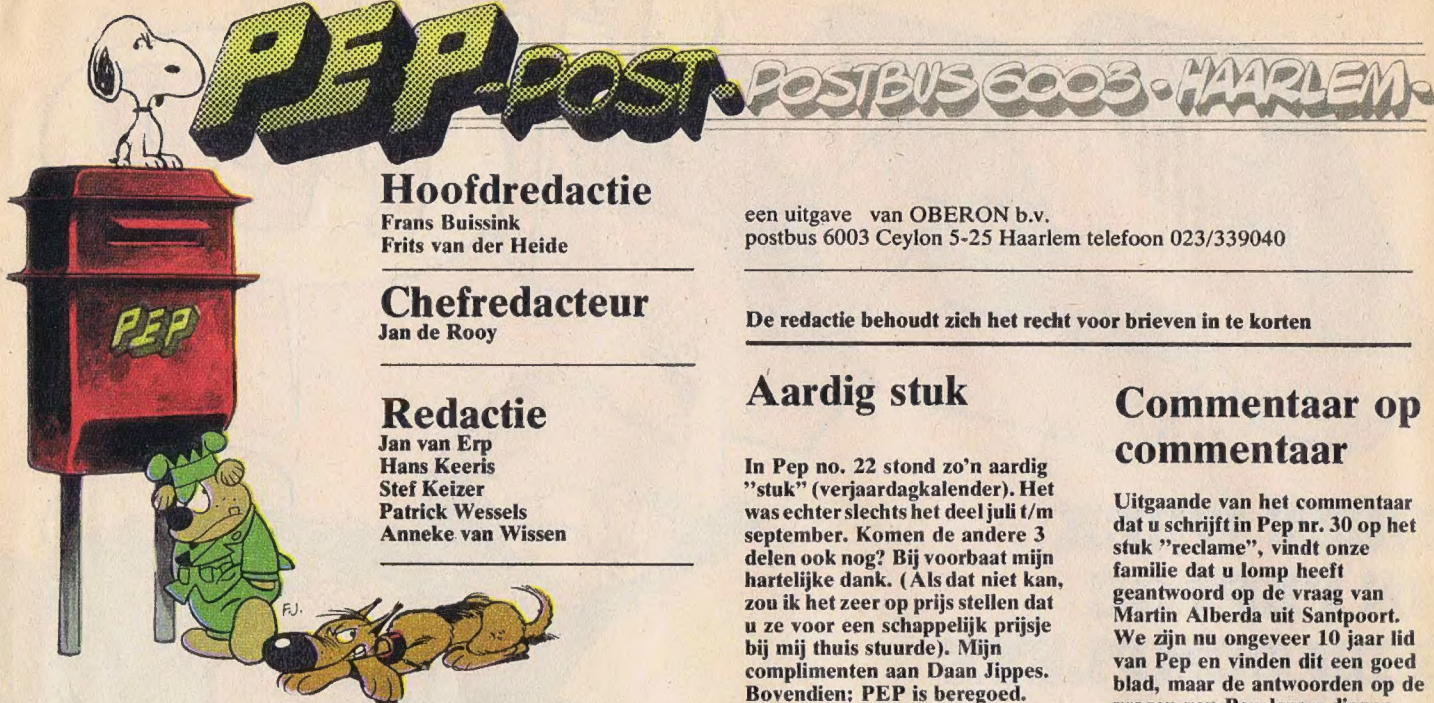 PEP-POST-POSTBUS 6003-HAARLEM-
PEP
F.J.
Hoofdredactie
Frans Buissink
Frits van der Heide
Chefredacteur
Jan de Rooy
Redactie
Jan van Erp
Hans Keeris
Stef Keizer
Patrick Wessels
Anneke van Wissen
een uitgave van OBERON b.v.
postbus 6003 Ceylon 5-25 Haarlem telefoon 023/339040
De redactie behoudt zich het recht voor brieven in te korten
Aardig stuk
In Pep no. 22 stond zo'n aardig
"stuk" (verjaardagkalender). Het
was echter slechts het deel juli t/m
september. Komen de andere 3
delen ook nog? Bij voorbaat mijn
hartelijke dank. (Als dat niet kan,
zou ik het zeer op prijs stellen dat
u ze voor een schappelijk prijsje
bij mij thuis stuurde). Mijn
complimenten aan Daan Jippes.
Bovendien: PEP is beregoed.
Commentaar op
commentaar
Uitgaande van het commentaar
dat u schrijft in Pep nr. 30 op het
stuk "reclame", vindt onze
familie dat u lomp heeft
geantwoord op de vraag van
Martin Alberda uit Santpoort.
We zijn nu ongeveer 10 jaar lid
van Pep en vinden dit een goed
blad, maar de antwoorden op de